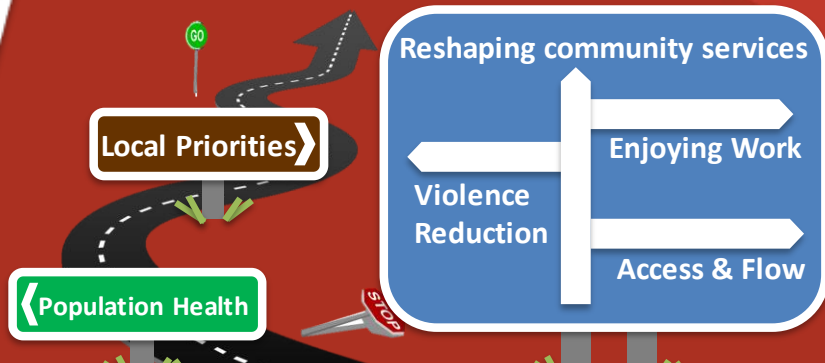 GO
Reshaping community services
Local Priorities
Enjoying Work
Violence
Reduction
Access & Flow
Population Health
STOP